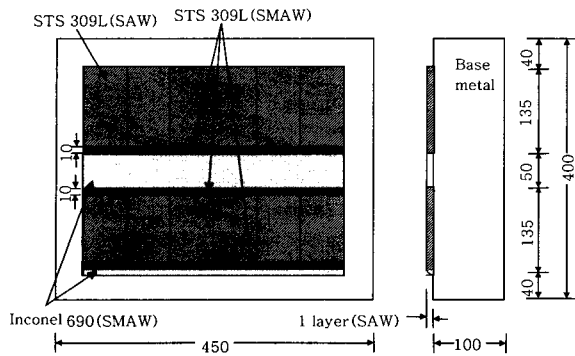 STS 309L(SAW)
STS 309L(SMAW)
Base
metal
40
135
50
135
40
400
10
10
Inconel 690(SMAW)
1 layer(SAW)
450
100